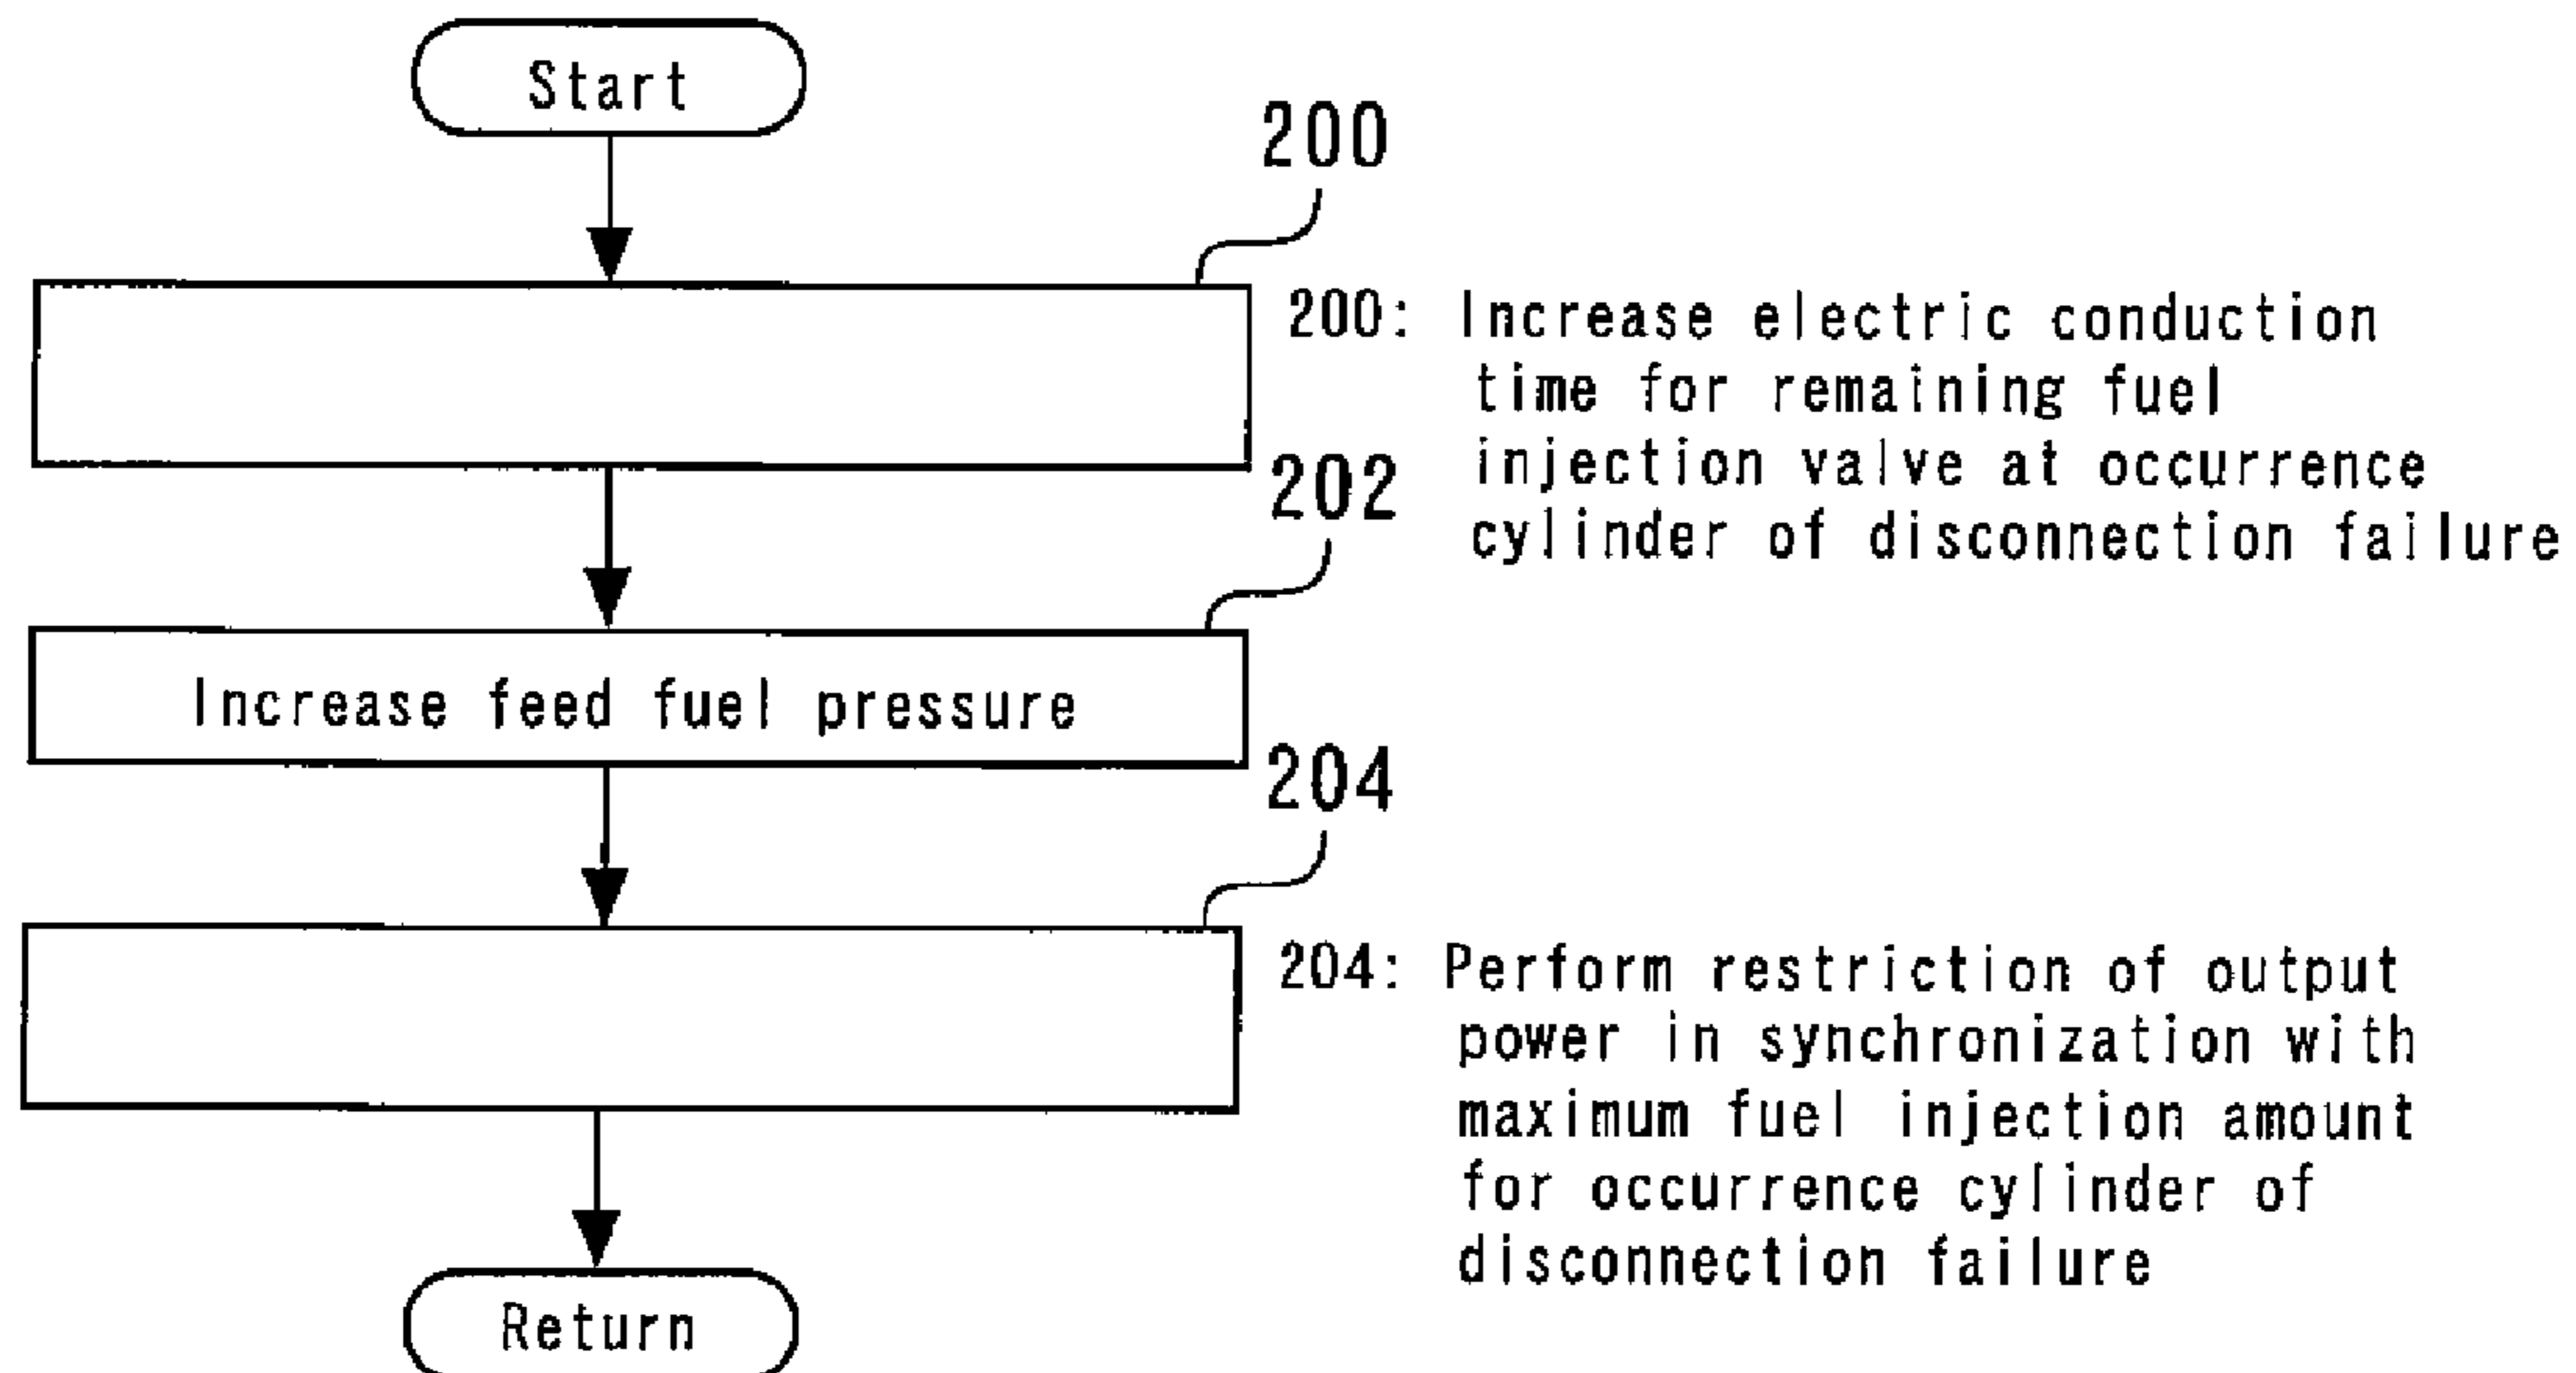 Start
200
200: Increase electric conduction
time for remaining fuel
injection valve at occurrence
cylinder of disconnection failure
202
Increase feed fuel pressure
204
204: Perform restriction of output
power in synchronization with
maximum fuel injection amount
for occurrence cylinder of
disconnection failure
Return